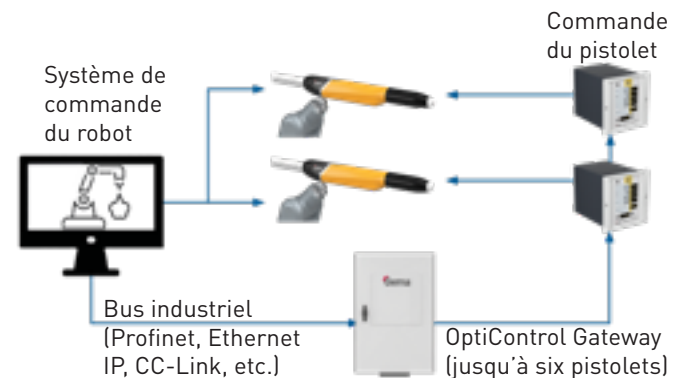 Commande
du pistolet
Système de
commande
du robot
Gema
Bus industriel
(Profinet, Ethernet
IP, CC-Link, etc.)
OptiControl Gateway
(jusqu'à six pistolets)